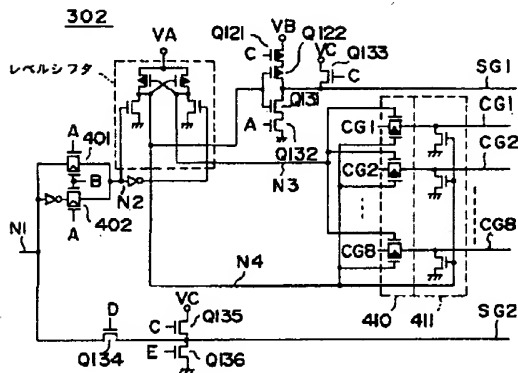 302
VA
レベルシフタ
Q121
C
VB
Q122
VC
Q133
C
SG1
Q131
A
Q132
CG1
CG1
CG2
CG2
CG8
CG8
A
401
B
402
A
N1
N2
N3
N4
410
411
SG2
D
Q134
VC
C
Q135
E
Q136